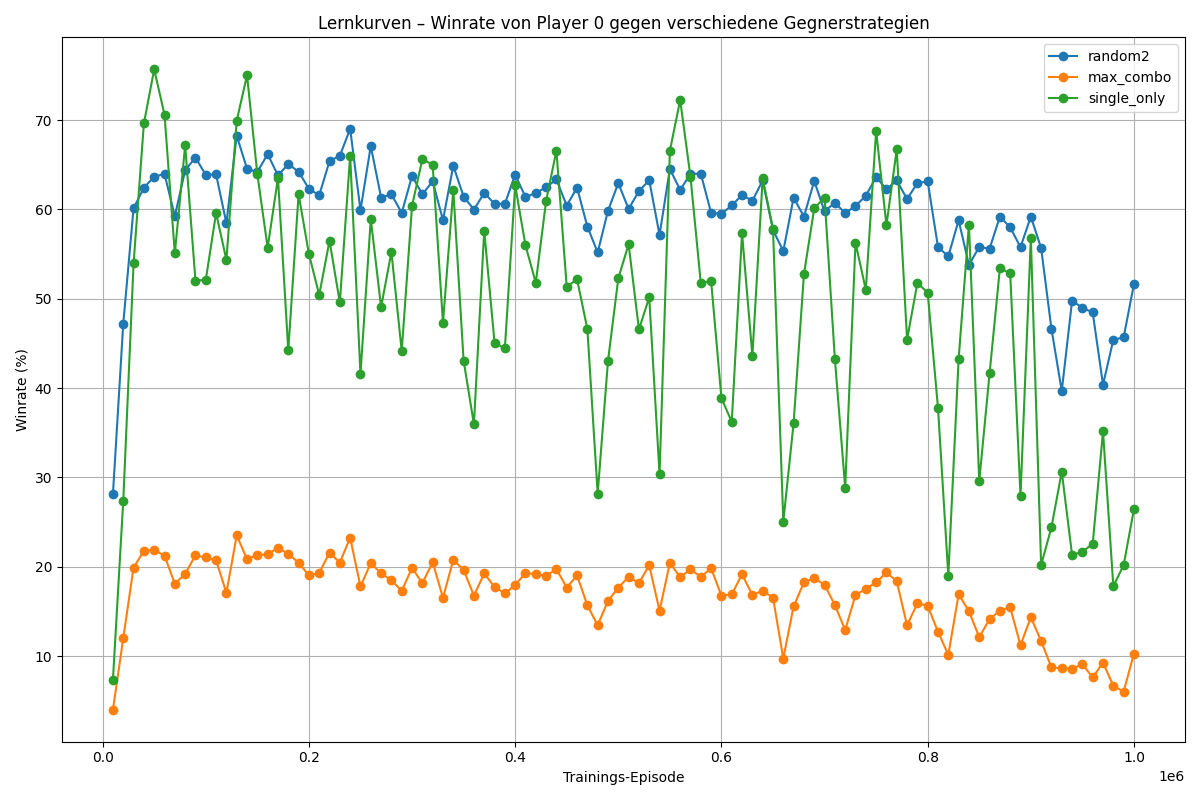 Lernkurven – Winrate von Player 0 gegen verschiedene Gegnerstrategien
random2
max_combo
single_only
Winrate (%)
70
60
50
40
30
20
10
0.0 0.2 0.4 0.6 0.8 1.0
1e6
Trainings-Episode